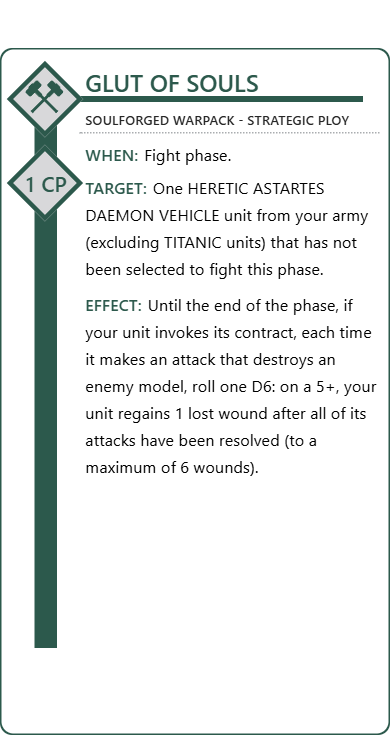 GLUT OF SOULS
SOULFORGED WARPACK - STRATEGIC PLOY
1 CP
WHEN: Fight phase.
TARGET: One HERETIC ASTARTES
DAEMON VEHICLE unit from your army
(excluding TITANIC units) that has not
been selected to fight this phase.
EFFECT: Until the end of the phase, if
your unit invokes its contract, each time
it makes an attack that destroys an
enemy model, roll one D6: on a 5+, your
unit regains 1 lost wound after all of its
attacks have been resolved (to a
maximum of 6 wounds).